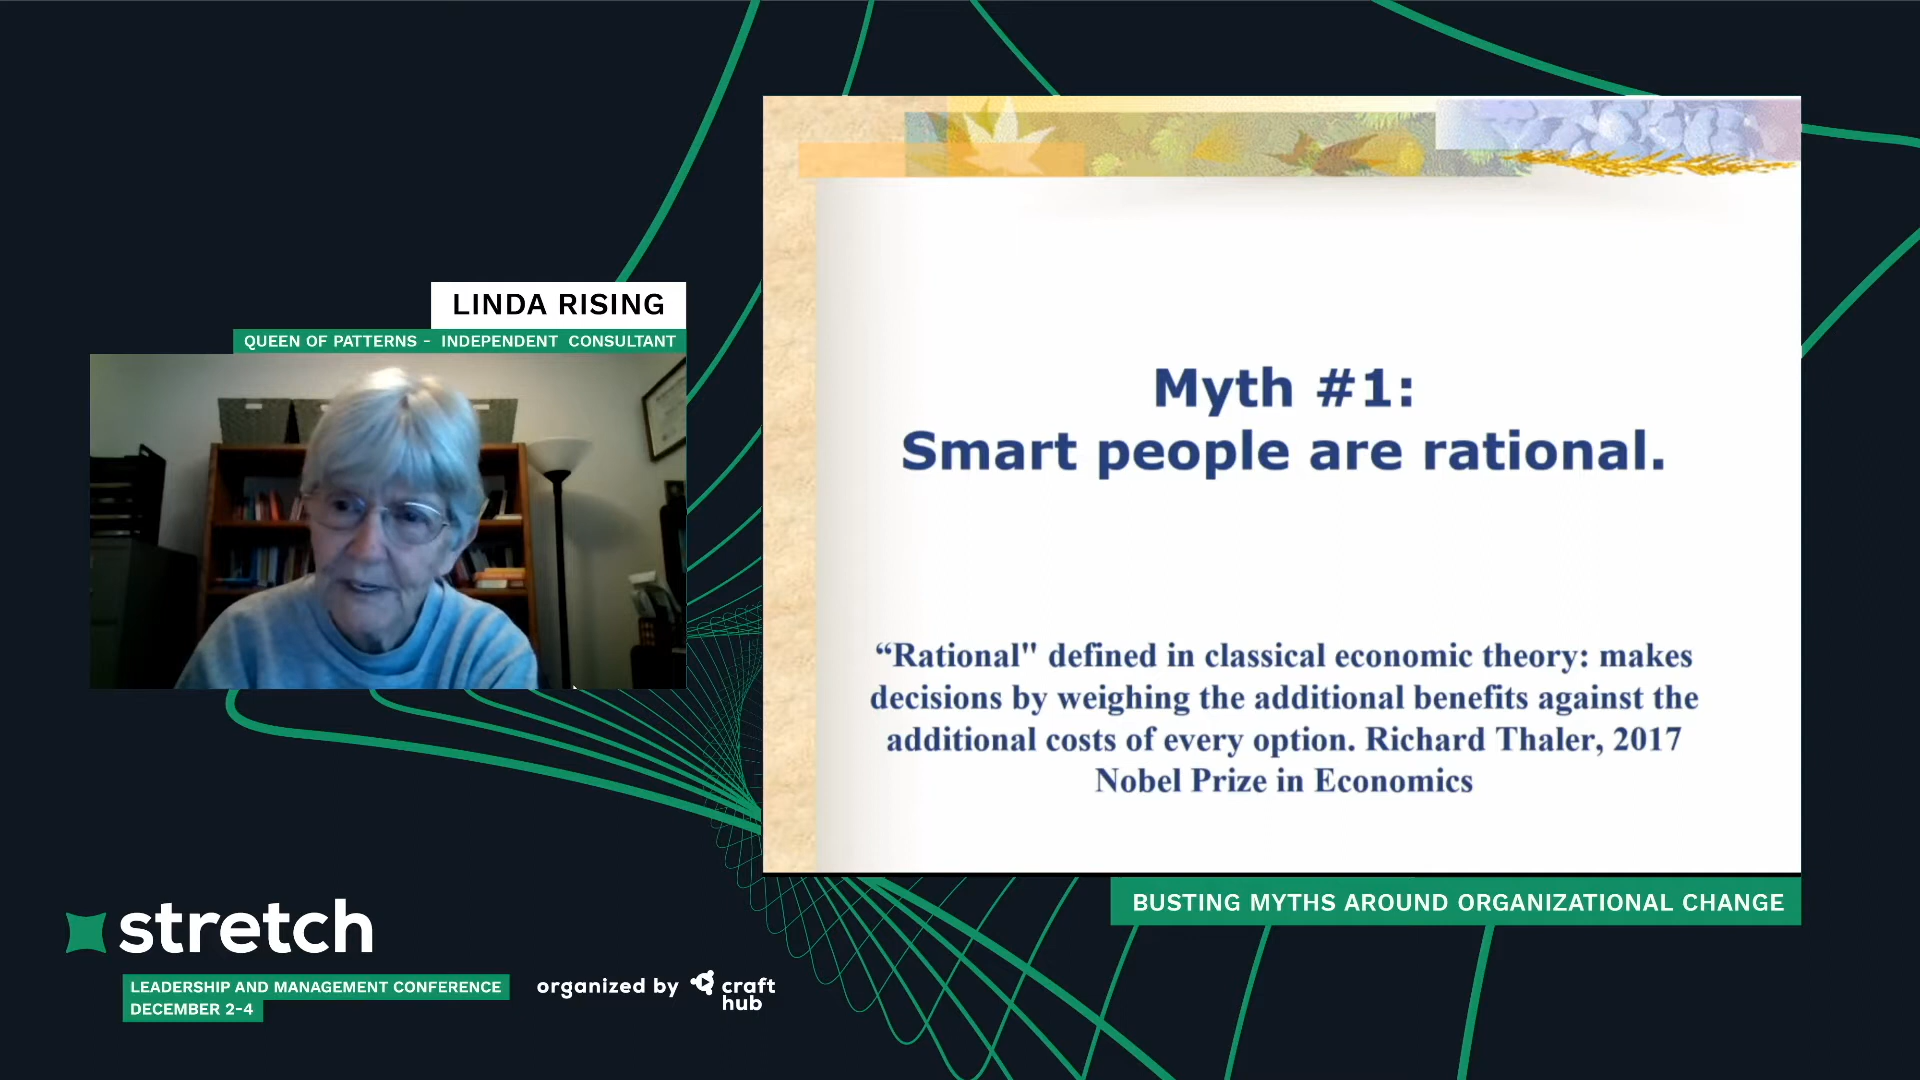 LINDA RISING
QUEEN OF PATTERNS - INDEPENDENT CONSULTANT
Myth #1:
Smart people are rational.
“Rational" defined in classical economic theory: makes
decisions by weighing the additional benefits against the
additional costs of every option. Richard Thaler, 2017
Nobel Prize in Economics
BUSTING MYTHS AROUND ORGANIZATIONAL CHANGE
stretch
LEADERSHIP AND MANAGEMENT CONFERENCE
DECEMBER 2-4
organized by
craft
hub